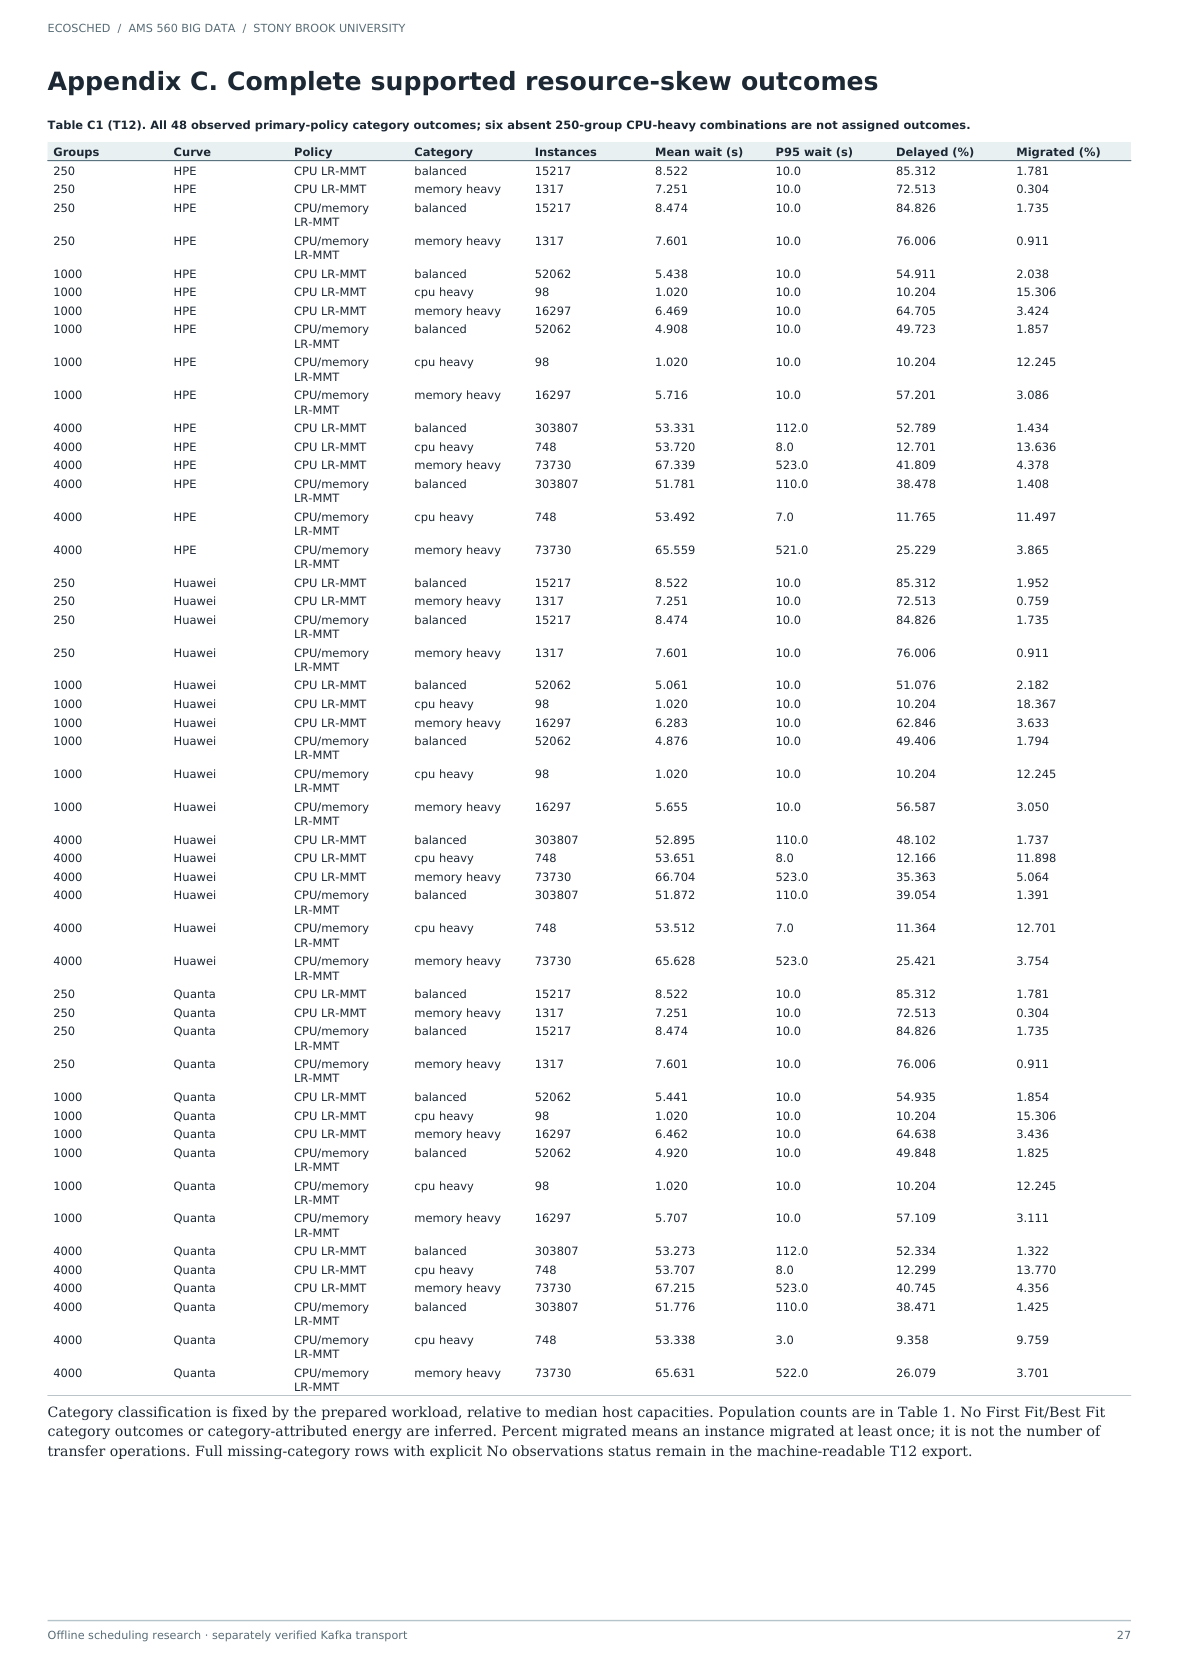 ECOSCHED / AMS 560 BIG DATA / STONY BROOK UNIVERSITY
Appendix C. Complete supported resource-skew outcomes
Table C1 (T12). All 48 observed primary-policy category outcomes; six absent 250-group CPU-heavy combinations are not assigned outcomes.
Groups Curve Policy Category Instances Mean wait (s) P95 wait (s) Delayed (%) Migrated (%)
250 HPE CPU LR-MMT balanced 15217 8.522 10.0 85.312 1.781
250 HPE CPU LR-MMT memory heavy 1317 7.251 10.0 72.513 0.304
250 HPE CPU/memory balanced 15217 8.474 10.0 84.826 1.735
LR-MMT
250 HPE CPU/memory memory heavy 1317 7.601 10.0 76.006 0.911
LR-MMT
1000 HPE CPU LR-MMT balanced 52062 5.438 10.0 54.911 2.038
1000 HPE CPU LR-MMT cpu heavy 98 1.020 10.0 10.204 15.306
1000 HPE CPU LR-MMT memory heavy 16297 6.469 10.0 64.705 3.424
1000 HPE CPU/memory balanced 52062 4.908 10.0 49.723 1.857
LR-MMT
1000 HPE CPU/memory cpu heavy 98 1.020 10.0 10.204 12.245
LR-MMT
1000 HPE CPU/memory memory heavy 16297 5.716 10.0 57.201 3.086
LR-MMT
4000 HPE CPU LR-MMT balanced 303807 53.331 112.0 52.789 1.434
4000 HPE CPU LR-MMT cpu heavy 748 53.720 8.0 12.701 13.636
4000 HPE CPU LR-MMT memory heavy 73730 67.339 523.0 41.809 4.378
4000 HPE CPU/memory balanced 303807 51.781 110.0 38.478 1.408
LR-MMT
4000 HPE CPU/memory cpu heavy 748 53.492 7.0 11.765 11.497
LR-MMT
4000 HPE CPU/memory memory heavy 73730 65.559 521.0 25.229 3.865
LR-MMT
250 Huawei CPU LR-MMT balanced 15217 8.522 10.0 85.312 1.952
250 Huawei CPU LR-MMT memory heavy 1317 7.251 10.0 72.513 0.759
250 Huawei CPU/memory balanced 15217 8.474 10.0 84.826 1.735
LR-MMT
250 Huawei CPU/memory memory heavy 1317 7.601 10.0 76.006 0.911
LR-MMT
1000 Huawei CPU LR-MMT balanced 52062 5.061 10.0 51.076 2.182
1000 Huawei CPU LR-MMT cpu heavy 98 1.020 10.0 10.204 18.367
1000 Huawei CPU LR-MMT memory heavy 16297 6.283 10.0 62.846 3.633
1000 Huawei CPU/memory balanced 52062 4.876 10.0 49.406 1.794
LR-MMT
1000 Huawei CPU/memory cpu heavy 98 1.020 10.0 10.204 12.245
LR-MMT
1000 Huawei CPU/memory memory heavy 16297 5.655 10.0 56.587 3.050
LR-MMT
4000 Huawei CPU LR-MMT balanced 303807 52.895 110.0 48.102 1.737
4000 Huawei CPU LR-MMT cpu heavy 748 53.651 8.0 12.166 11.898
4000 Huawei CPU LR-MMT memory heavy 73730 66.704 523.0 35.363 5.064
4000 Huawei CPU/memory balanced 303807 51.872 110.0 39.054 1.391
LR-MMT
4000 Huawei CPU/memory cpu heavy 748 53.512 7.0 11.364 12.701
LR-MMT
4000 Huawei CPU/memory memory heavy 73730 65.628 523.0 25.421 3.754
LR-MMT
250 Quanta CPU LR-MMT balanced 15217 8.522 10.0 85.312 1.781
250 Quanta CPU LR-MMT memory heavy 1317 7.251 10.0 72.513 0.304
250 Quanta CPU/memory balanced 15217 8.474 10.0 84.826 1.735
LR-MMT
250 Quanta CPU/memory memory heavy 1317 7.601 10.0 76.006 0.911
LR-MMT
1000 Quanta CPU LR-MMT balanced 52062 5.441 10.0 54.935 1.854
1000 Quanta CPU LR-MMT cpu heavy 98 1.020 10.0 10.204 15.306
1000 Quanta CPU LR-MMT memory heavy 16297 6.462 10.0 64.638 3.436
1000 Quanta CPU/memory balanced 52062 4.920 10.0 49.848 1.825
LR-MMT
1000 Quanta CPU/memory cpu heavy 98 1.020 10.0 10.204 12.245
LR-MMT
1000 Quanta CPU/memory memory heavy 16297 5.707 10.0 57.109 3.111
LR-MMT
4000 Quanta CPU LR-MMT balanced 303807 53.273 112.0 52.334 1.322
4000 Quanta CPU LR-MMT cpu heavy 748 53.707 8.0 12.299 13.770
4000 Quanta CPU LR-MMT memory heavy 73730 67.215 523.0 40.745 4.356
4000 Quanta CPU/memory balanced 303807 51.776 110.0 38.471 1.425
LR-MMT
4000 Quanta CPU/memory cpu heavy 748 53.338 3.0 9.358 9.759
LR-MMT
4000 Quanta CPU/memory memory heavy 73730 65.631 522.0 26.079 3.701
LR-MMT
Category classification is fixed by the prepared workload, relative to median host capacities. Population counts are in Table 1. No First Fit/Best Fit
category outcomes or category-attributed energy are inferred. Percent migrated means an instance migrated at least once; it is not the number of
transfer operations. Full missing-category rows with explicit No observations status remain in the machine-readable T12 export.
Offline scheduling research · separately verified Kafka transport 27